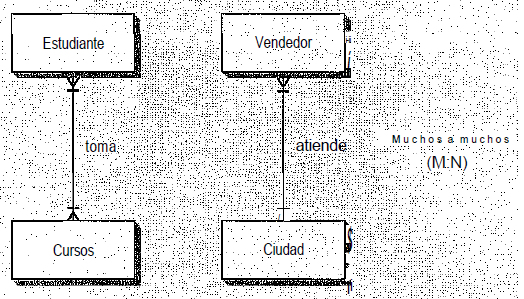 Estudiante
Vendedor
toma
atiende
Muchos a muchos
(M:N)
Cursos
Ciudad